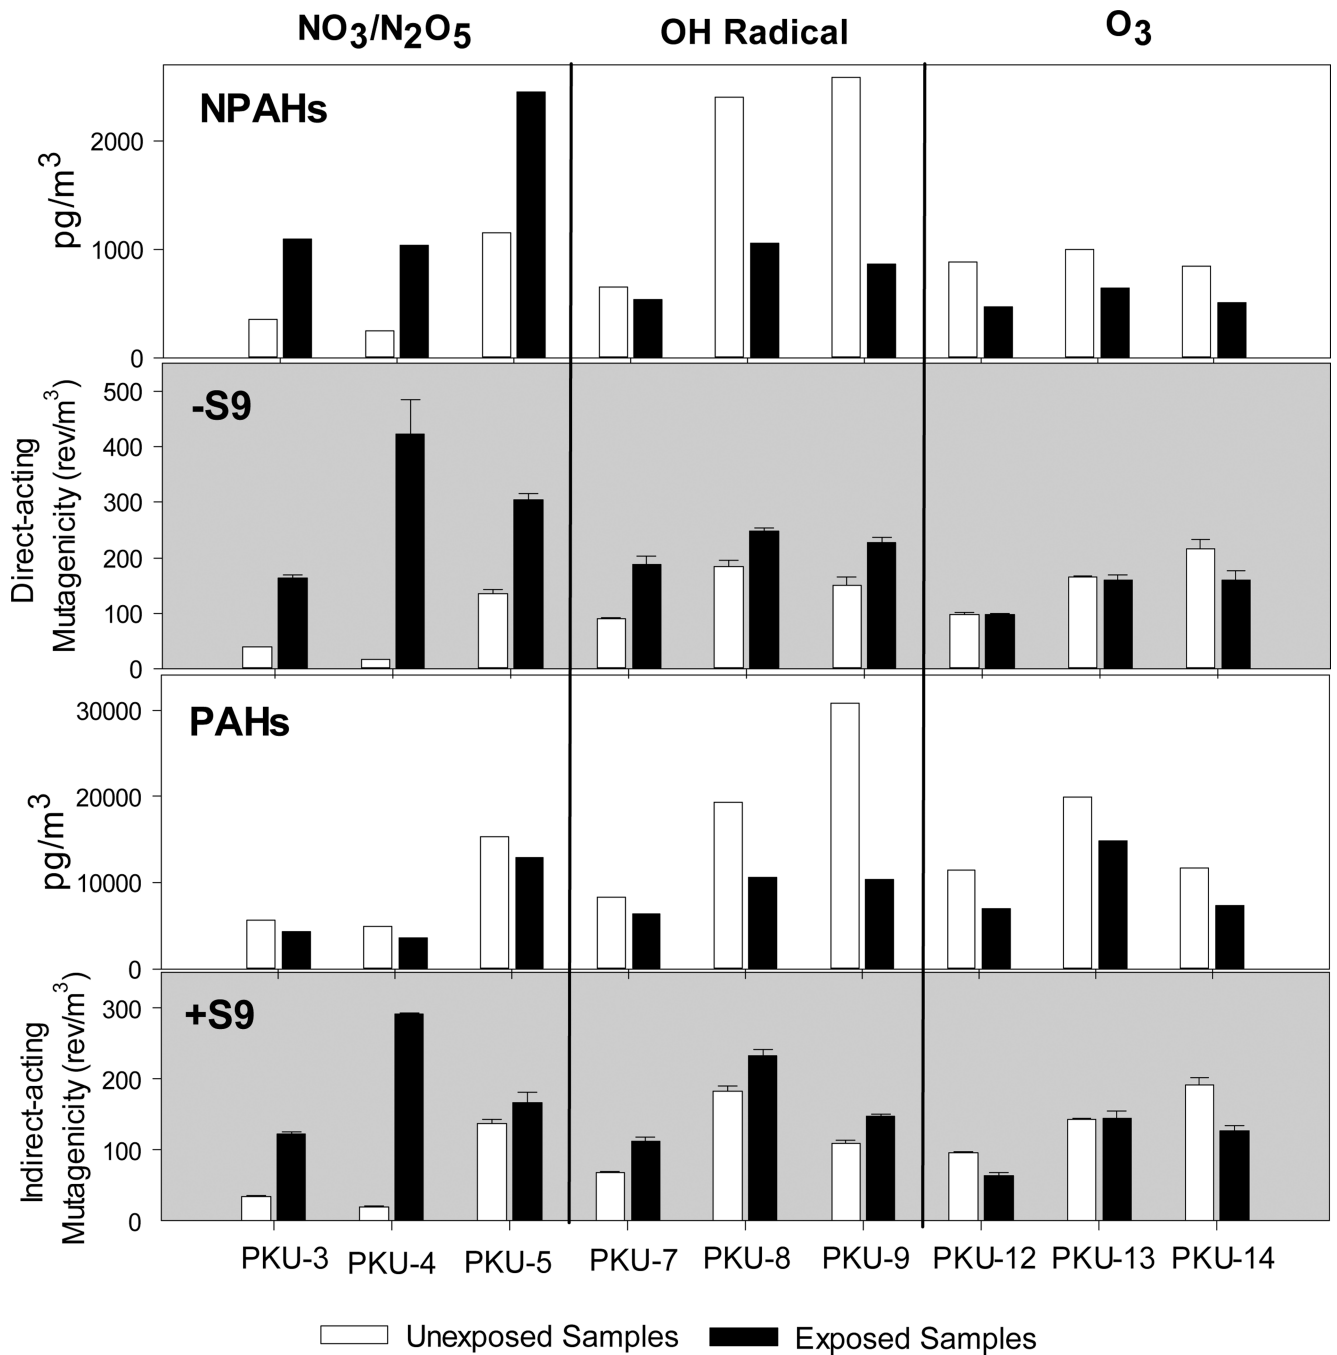 NO3/N2O5 OH Radical O3
NPAHs
pg/m3
2000
1000
0
-S9
Direct-acting
Mutagenicity (rev/m3)
500
400
300
200
100
0
PAHs
pg/m3
30000
20000
10000
0
+S9
Indirect-acting
Mutagenicity (rev/m3)
300
200
100
0
PKU-3 PKU-4 PKU-5 PKU-7 PKU-8 PKU-9 PKU-12 PKU-13 PKU-14
Unexposed Samples Exposed Samples